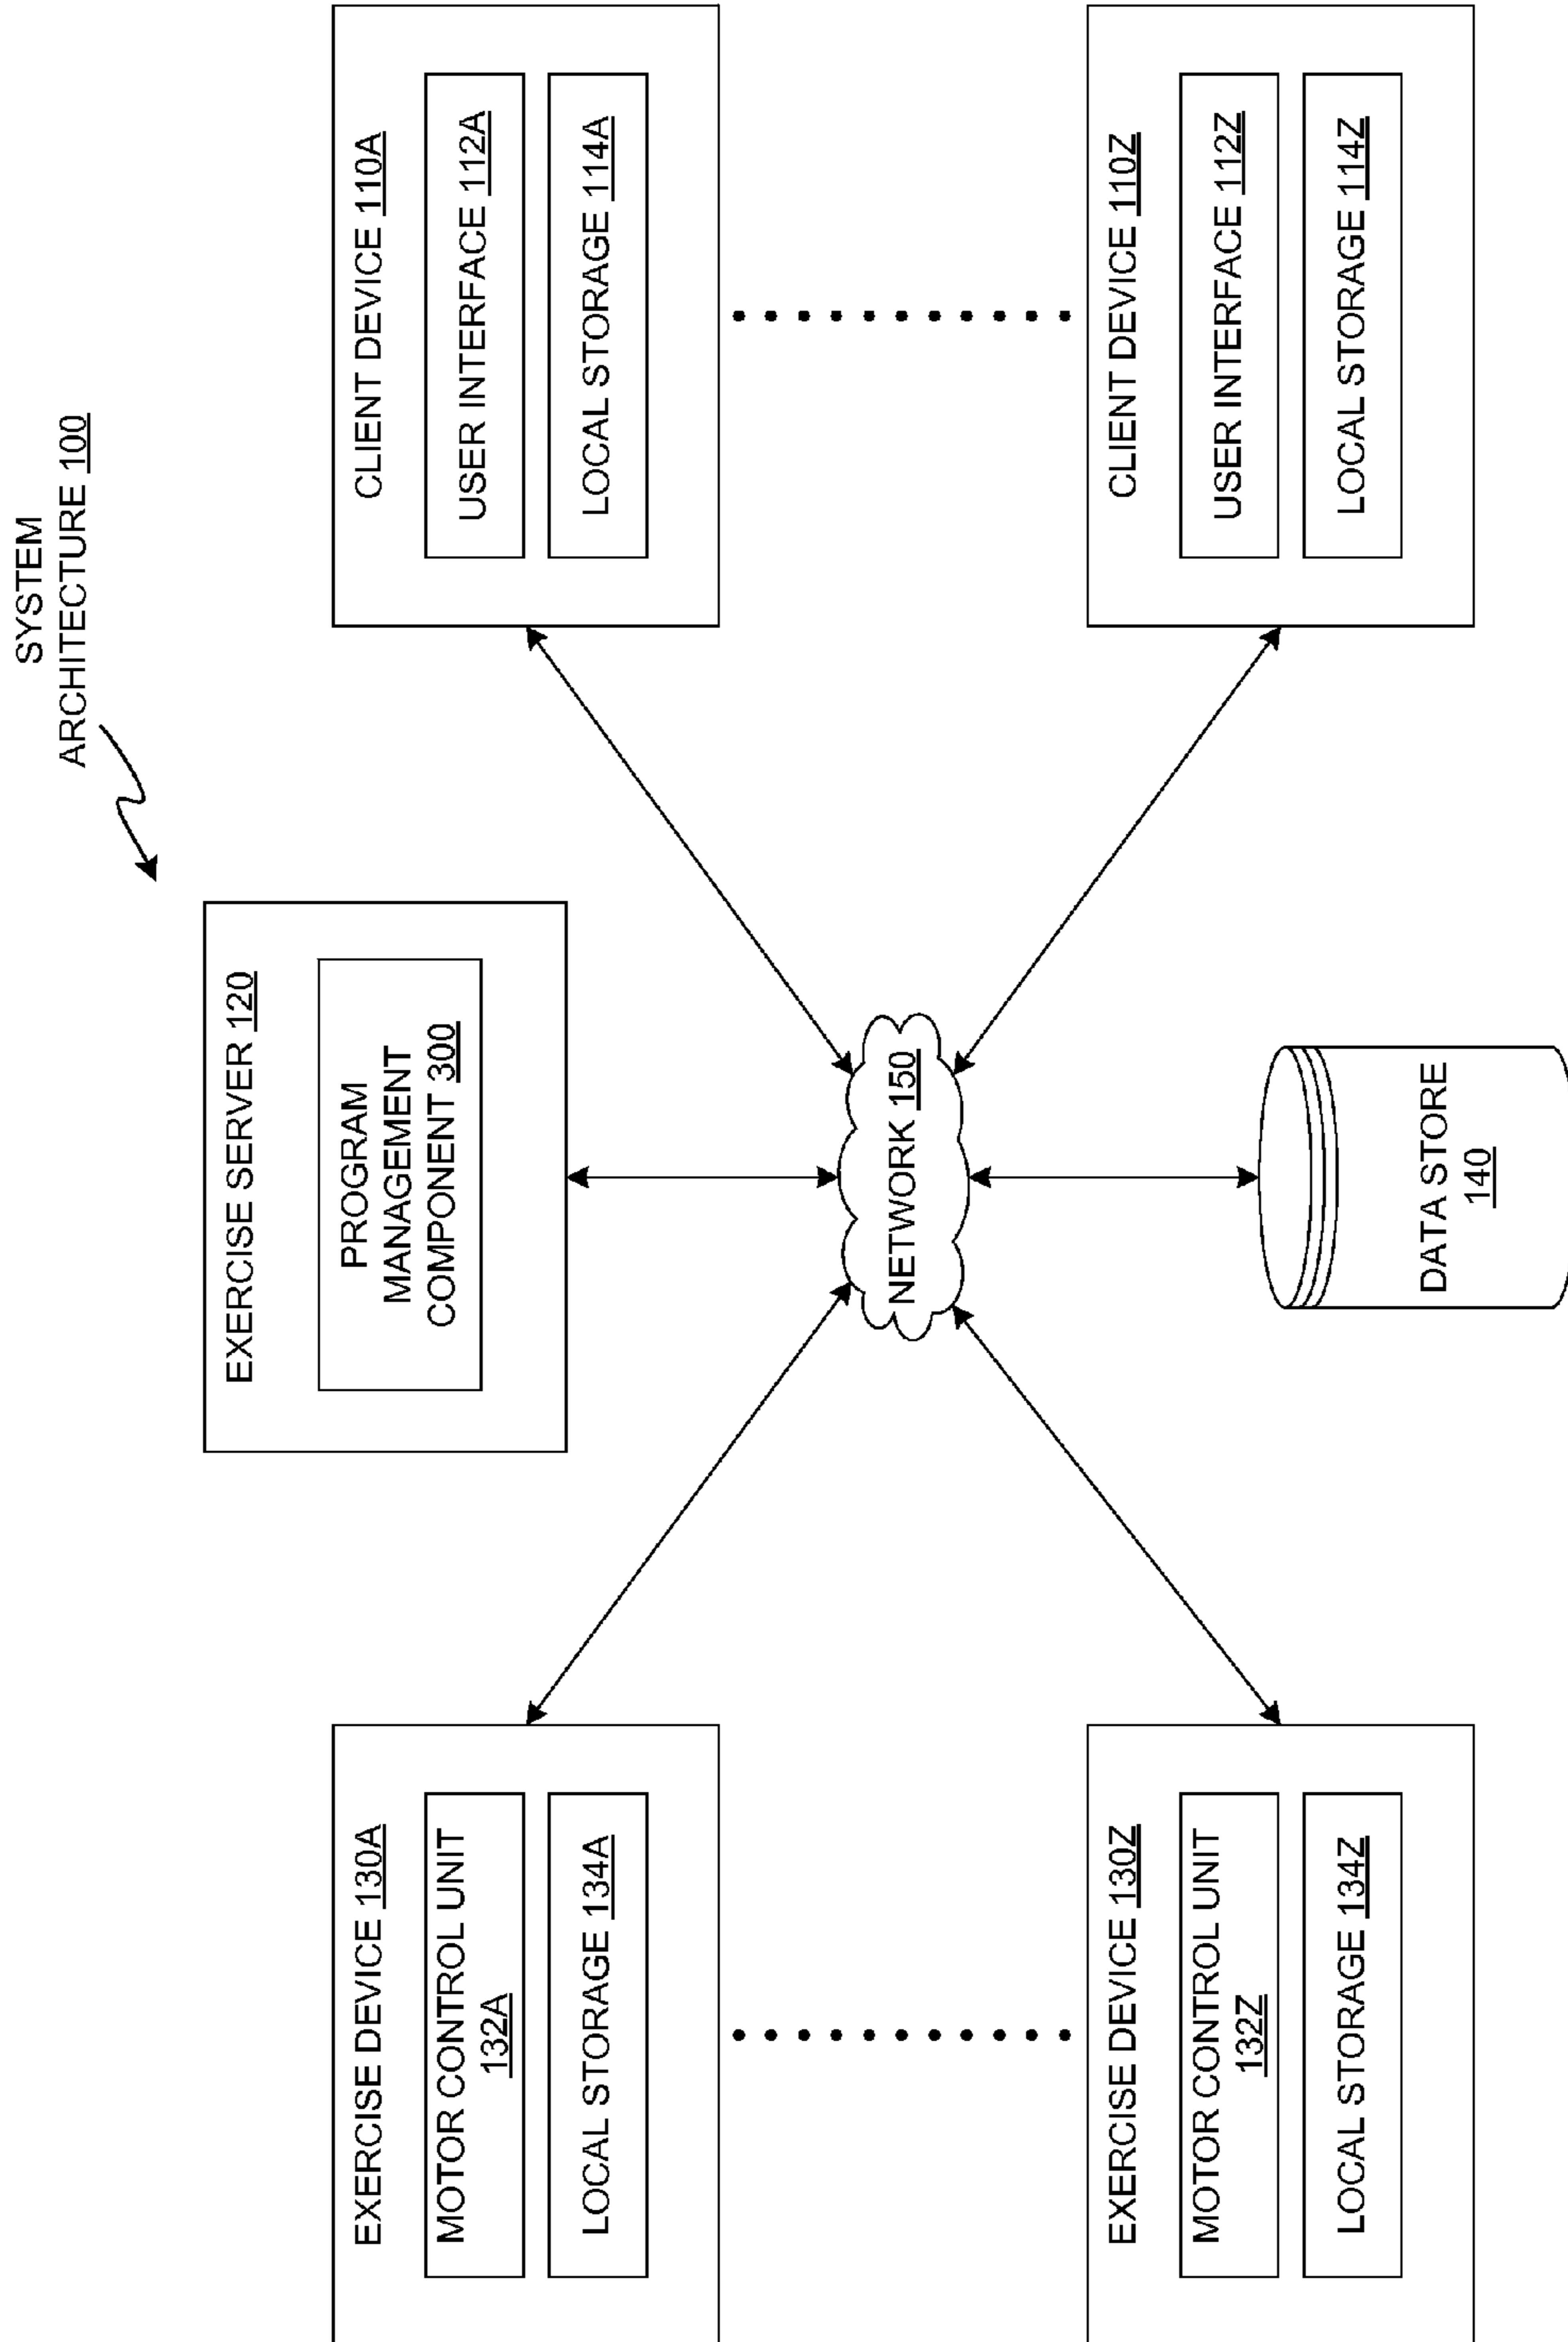 SYSTEM
ARCHITECTURE 100
EXERCISE SERVER 120
PROGRAM
MANAGEMENT
COMPONENT 300
EXERCISE DEVICE 130A
MOTOR CONTROL UNIT
132A
LOCAL STORAGE 134A
CLIENT DEVICE 110A
USER INTERFACE 112A
LOCAL STORAGE 114A
NETWORK 150
EXERCISE DEVICE 130Z
MOTOR CONTROL UNIT
132Z
LOCAL STORAGE 134Z
CLIENT DEVICE 110Z
USER INTERFACE 112Z
LOCAL STORAGE 114Z
DATA STORE
140